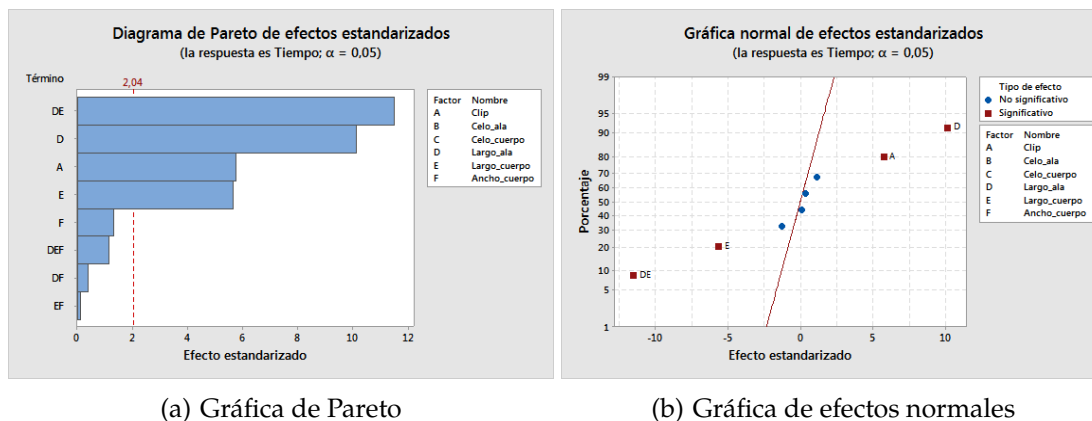 Diagrama de Pareto de efectos estandarizados
(la respuesta es Tiempo; α = 0,05)
Término
2,04
DE
D
A
E
F
DEF
DF
EF
0 2 4 6 8 10 12
Efecto estandarizado
Factor Nombre
A Clip
B Celo_ala
C Celo_cuerpo
D Largo_ala
E Largo_cuerpo
F Ancho_cuerpo
(a) Gráfica de Pareto
Gráfica normal de efectos estandarizados
(la respuesta es Tiempo; α = 0,05)
Porcentaje
99
95
90
80
70
60
50
40
30
20
10
5
1
D
A
E
DE
-10 -5 0 5 10
Efecto estandarizado
Tipo de efecto
No significativo
Significativo
Factor Nombre
A Clip
B Celo_ala
C Celo_cuerpo
D Largo_ala
E Largo_cuerpo
F Ancho_cuerpo
(b) Gráfica de efectos normales